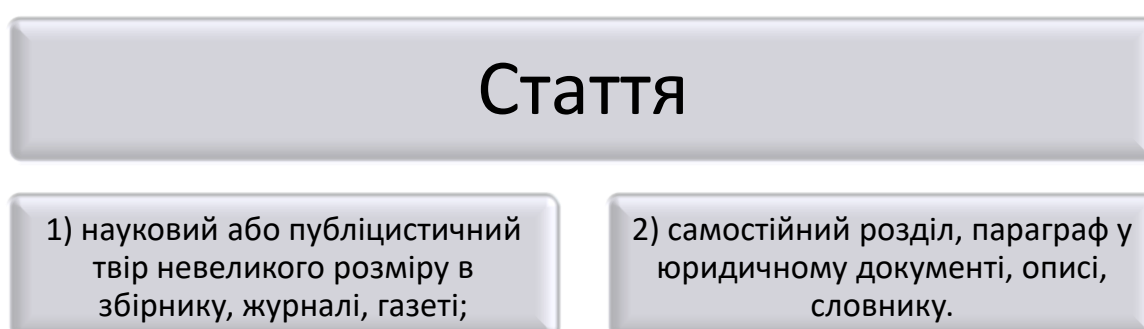 Стаття
1) науковий або публіцистичний
твір невеликого розміру в
збірнику, журналі, газеті;
2) самостійний розділ, параграф у
юридичному документі, описі,
словнику.